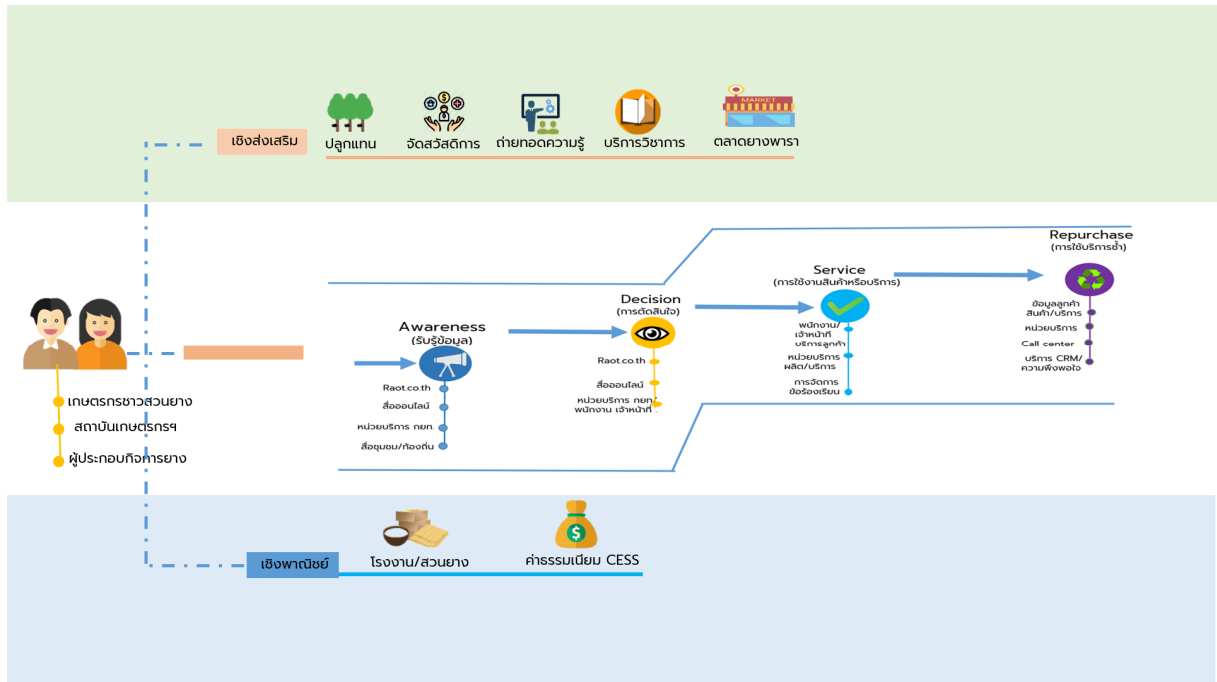 MARKET
เชิงส่งเสริม
ปลูกแทน
จัดสวัสดิการ
ถ่ายทอดความรู้
บริการวิชาการ
ตลาดยางพารา
เกษตรกรชาวสวนยาง
สถาบันเกษตรกรฯ
ผู้ประกอบกิจการยาง
Awareness
(รับรู้ข้อมูล)
Raot.co.th
สื่อออนไลน์
หน่วยบริการ กยท.
สื่อชุมชน/ท้องถิ่น
Decision
(การตัดสินใจ)
Raot.co.th
สื่อออนไลน์
หน่วยบริการ กยท/
พนักงาน เจ้าหน้าที่ .
Service
(การใช้งานสินค้าหรือบริการ)
พนักงาน/
เจ้าหน้าที่
บริการลูกค้า
หน่วยบริการ
ผลิต/บริการ
การจัดการ
ข้อร้องเรียน
Repurchase
(การใช้บริการซ้ำ)
ข้อมูลลูกค้า
สินค้า/บริการ
หน่วยบริการ
Call center
บริการ CRM/
ความพึงพอใจ
เชิงพาณิชย์
โรงงาน/สวนยาง
ค่าธรรมเนียม CESS